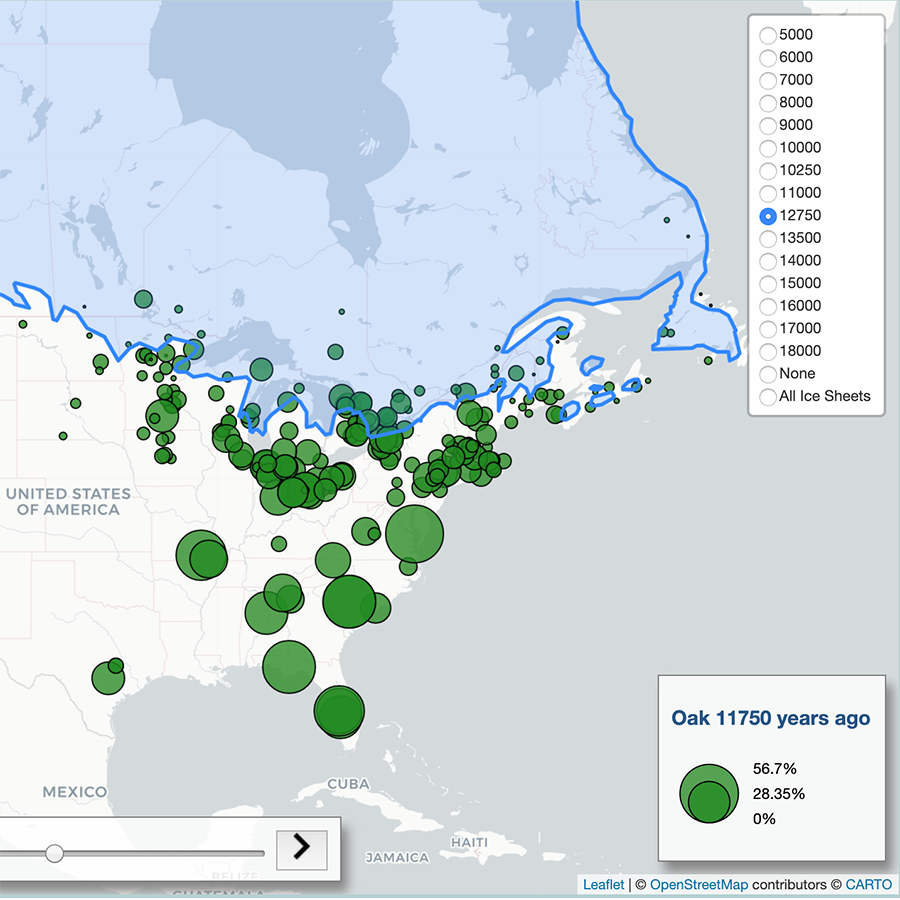 5000
6000
7000
8000
9000
10000
10250
11000
12750
13500
14000
15000
16000
17000
18000
None
All Ice Sheets
UNITED STATES
OF AMERICA
Oak 11750 years ago
56.7%
28.35%
0%
MEXICO
CUBA
HAITI
JAMAICA
BELIZE
GUATEMALA
Leaflet | © OpenStreetMap contributors © CARTO